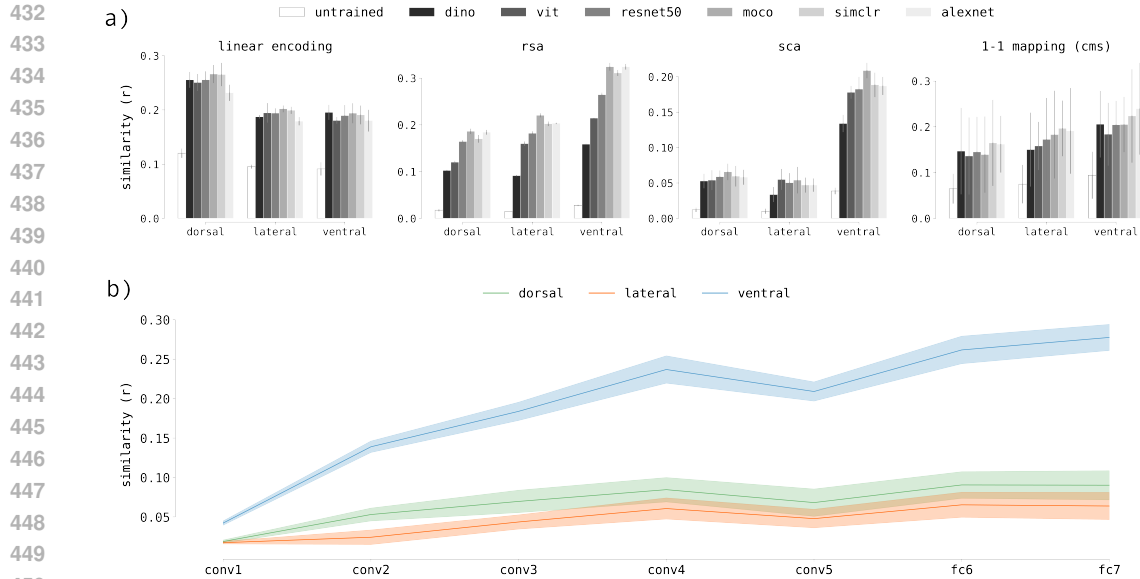 432
433
434
435
436
437
438
439
440
441
442
443
444
445
446
447
448
449
a)
untrained dino vit resnet50 moco simclr alexnet
linear encoding
similarity (r)
0.3
0.2
0.1
0.0
dorsal lateral ventral
rsa
0.3
0.2
0.1
0.0
dorsal lateral ventral
sca
0.20
0.15
0.10
0.05
0.00
dorsal lateral ventral
1-1 mapping (cms)
0.3
0.2
0.1
0.0
dorsal lateral ventral
b)
dorsal lateral ventral
similarity (r)
0.30
0.25
0.20
0.15
0.10
0.05
conv1 conv2 conv3 conv4 conv5 fc6 fc7